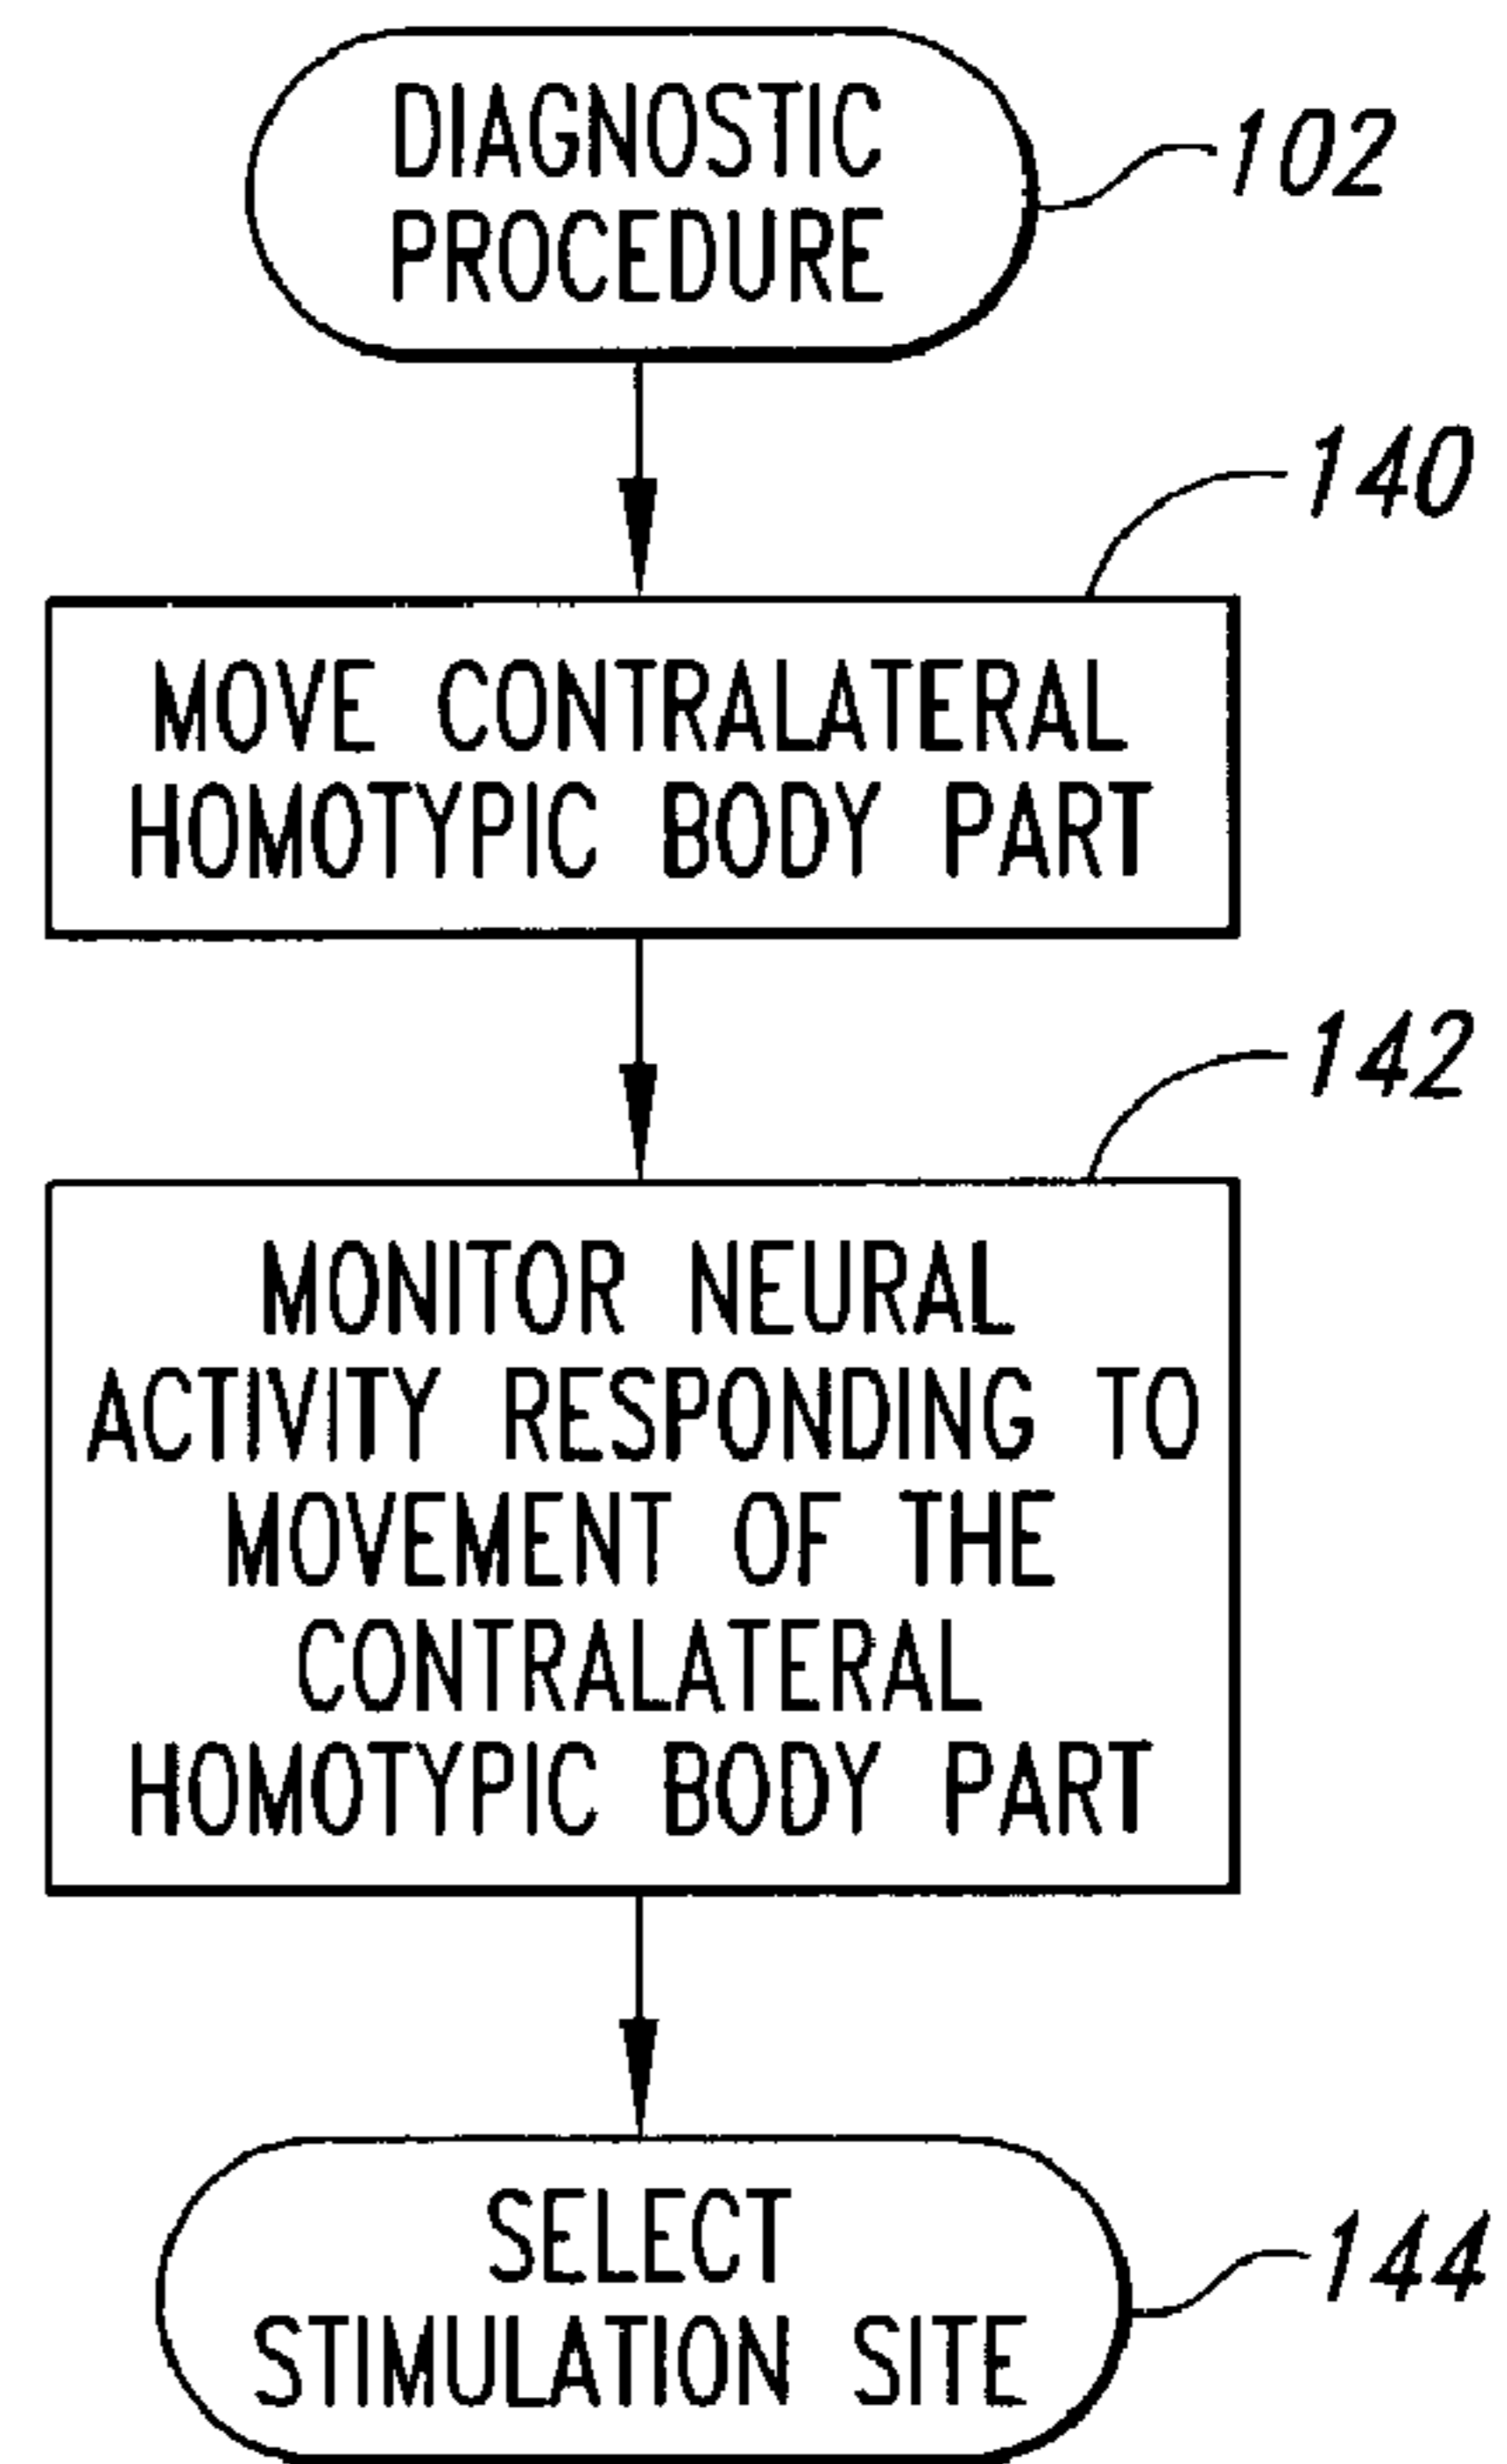 DIAGNOSTIC
PROCEDURE
102
140
MOVE CONTRALATERAL
HOMOTYPIC BODY PART
142
MONITOR NEURAL
ACTIVITY RESPONDING TO
MOVEMENT OF THE
CONTRALATERAL
HOMOTYPIC BODY PART
SELECT
STIMULATION SITE
144